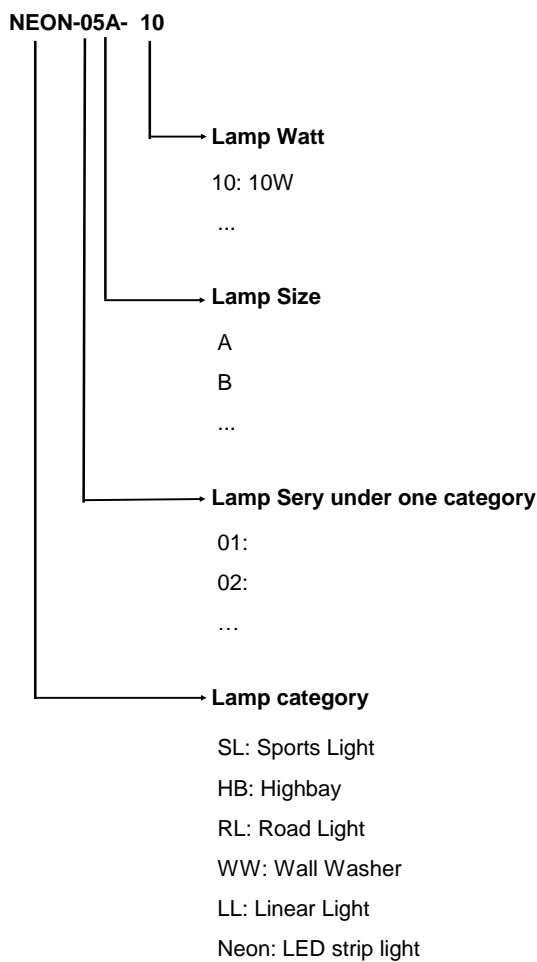 NEON-05A- 10
Lamp Watt
10: 10W
...
Lamp Size
A
B
...
Lamp Sery under one category
01:
02:
…
Lamp category
SL: Sports Light
HB: Highbay
RL: Road Light
WW: Wall Washer
LL: Linear Light
Neon: LED strip light